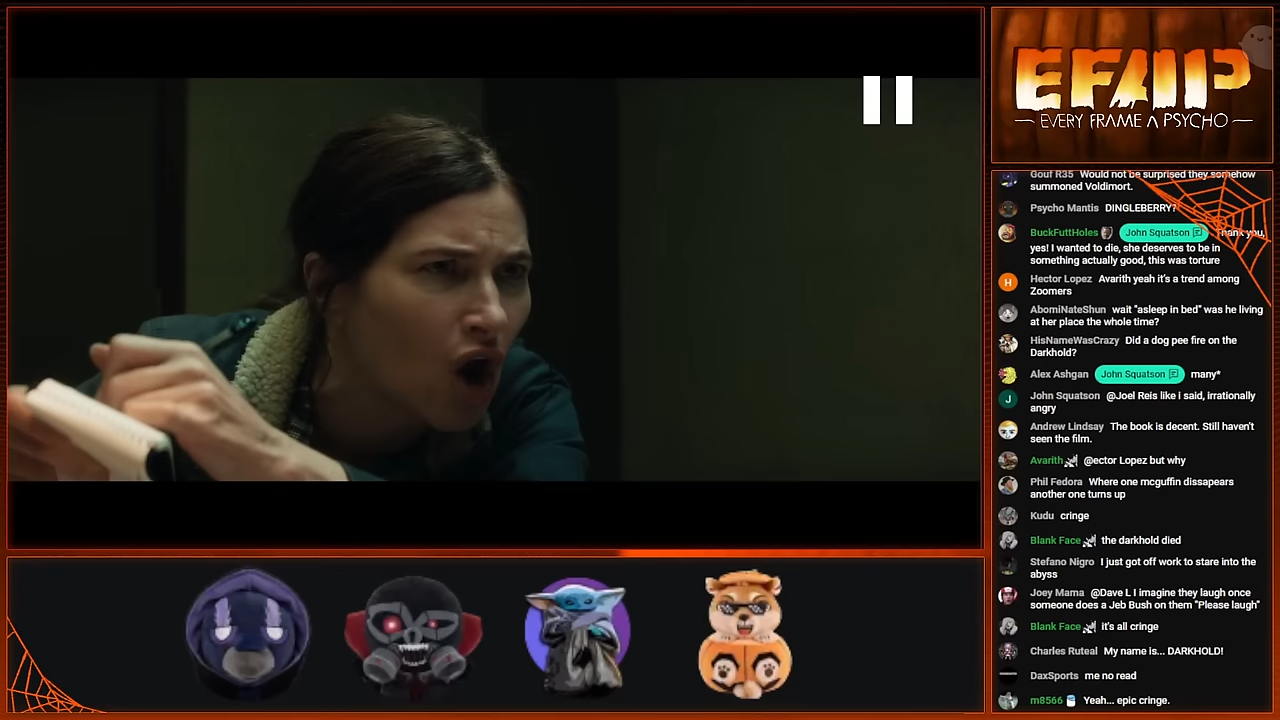 EFAP
EVERY FRAME A PSYCHO
Gouf R35 Would not be surprised they somehow
summoned Voldimort.
Psycho Mantis DINGLEBERRY?
BuckFuttHoles John Squatson Thank you,
yes! I wanted to die, she deserves to be in
something actually good, this was torture
H Hector Lopez Avarith yeah it's a trend among
Zoomers
AbomiNateShun wait "asleep in bed" was he living
at her place the whole time?
HisNameWasCrazy Did a dog pee fire on the
Darkhold?
Alex Ashgan John Squatson many*
J John Squatson @Joel Reis like i said, irrationally
angry
Andrew Lindsay The book is decent. Still haven't
seen the film.
Avarith @ector Lopez but why
Phil Fedora Where one mcguffin dissapears
another one turns up
Kudu cringe
Blank Face the darkhold died
Stefano Nigro I just got off work to stare into the
abyss
Joey Mama @Dave L I imagine they laugh once
someone does a Jeb Bush on them "Please laugh"
Blank Face it's all cringe
Charles Ruteal My name is... DARKHOLD!
DaxSports me no read
m8566 Yeah... epic cringe.